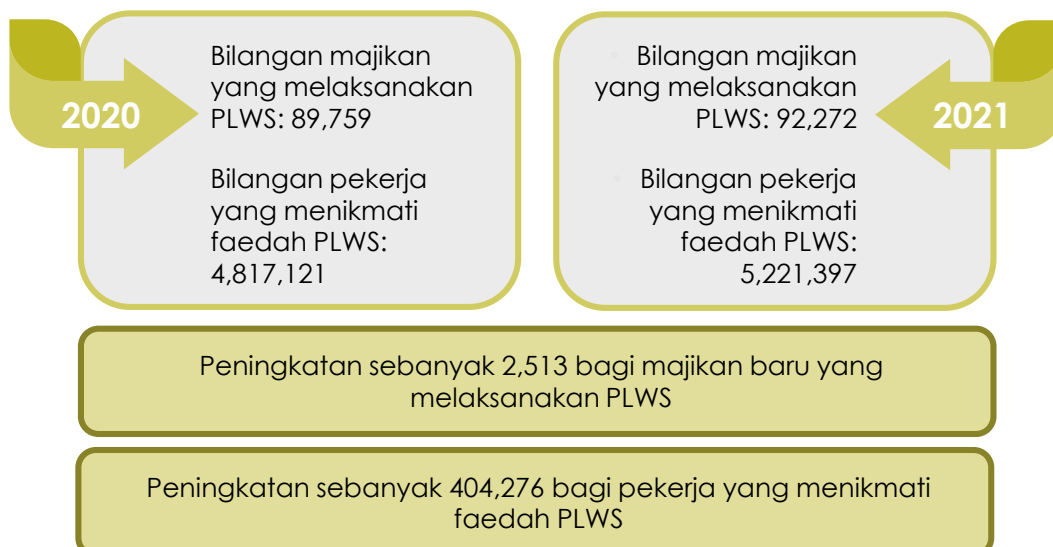 2020
Bilangan majikan
yang melaksanakan
PLWS: 89,759
Bilangan pekerja
yang menikmati
faedah PLWS:
4,817,121
2021
Bilangan majikan
yang melaksanakan
PLWS: 92,272
Bilangan pekerja
yang menikmati
faedah PLWS:
5,221,397
Peningkatan sebanyak 2,513 bagi majikan baru yang
melaksanakan PLWS
Peningkatan sebanyak 404,276 bagi pekerja yang menikmati
faedah PLWS